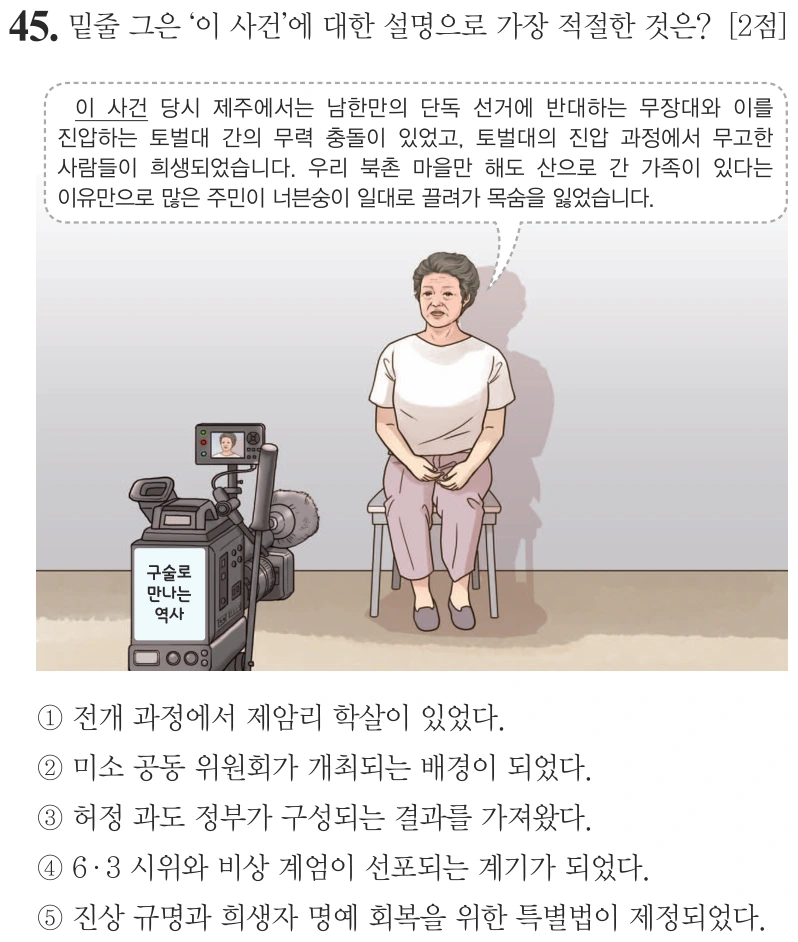 45. 밑줄 그은 '이 사건'에 대한 설명으로 가장 적절한 것은? [2점]
이 사건 당시 제주에서는 남한만의 단독 선거에 반대하는 무장대와 이를
진압하는 토벌대 간의 무력 충돌이 있었고, 토벌대의 진압 과정에서 무고한
사람들이 희생되었습니다. 우리 북촌 마을만 해도 산으로 간 가족이 있다는
이유만으로 많은 주민이 너븐숭이 일대로 끌려가 목숨을 잃었습니다.
구술로
만나는
역사
① 전개 과정에서 제암리 학살이 있었다.
② 미소 공동 위원회가 개최되는 배경이 되었다.
③ 허정 과도 정부가 구성되는 결과를 가져왔다.
④ 6·3 시위와 비상 계엄이 선포되는 계기가 되었다.
⑤ 진상 규명과 희생자 명예 회복을 위한 특별법이 제정되었다.